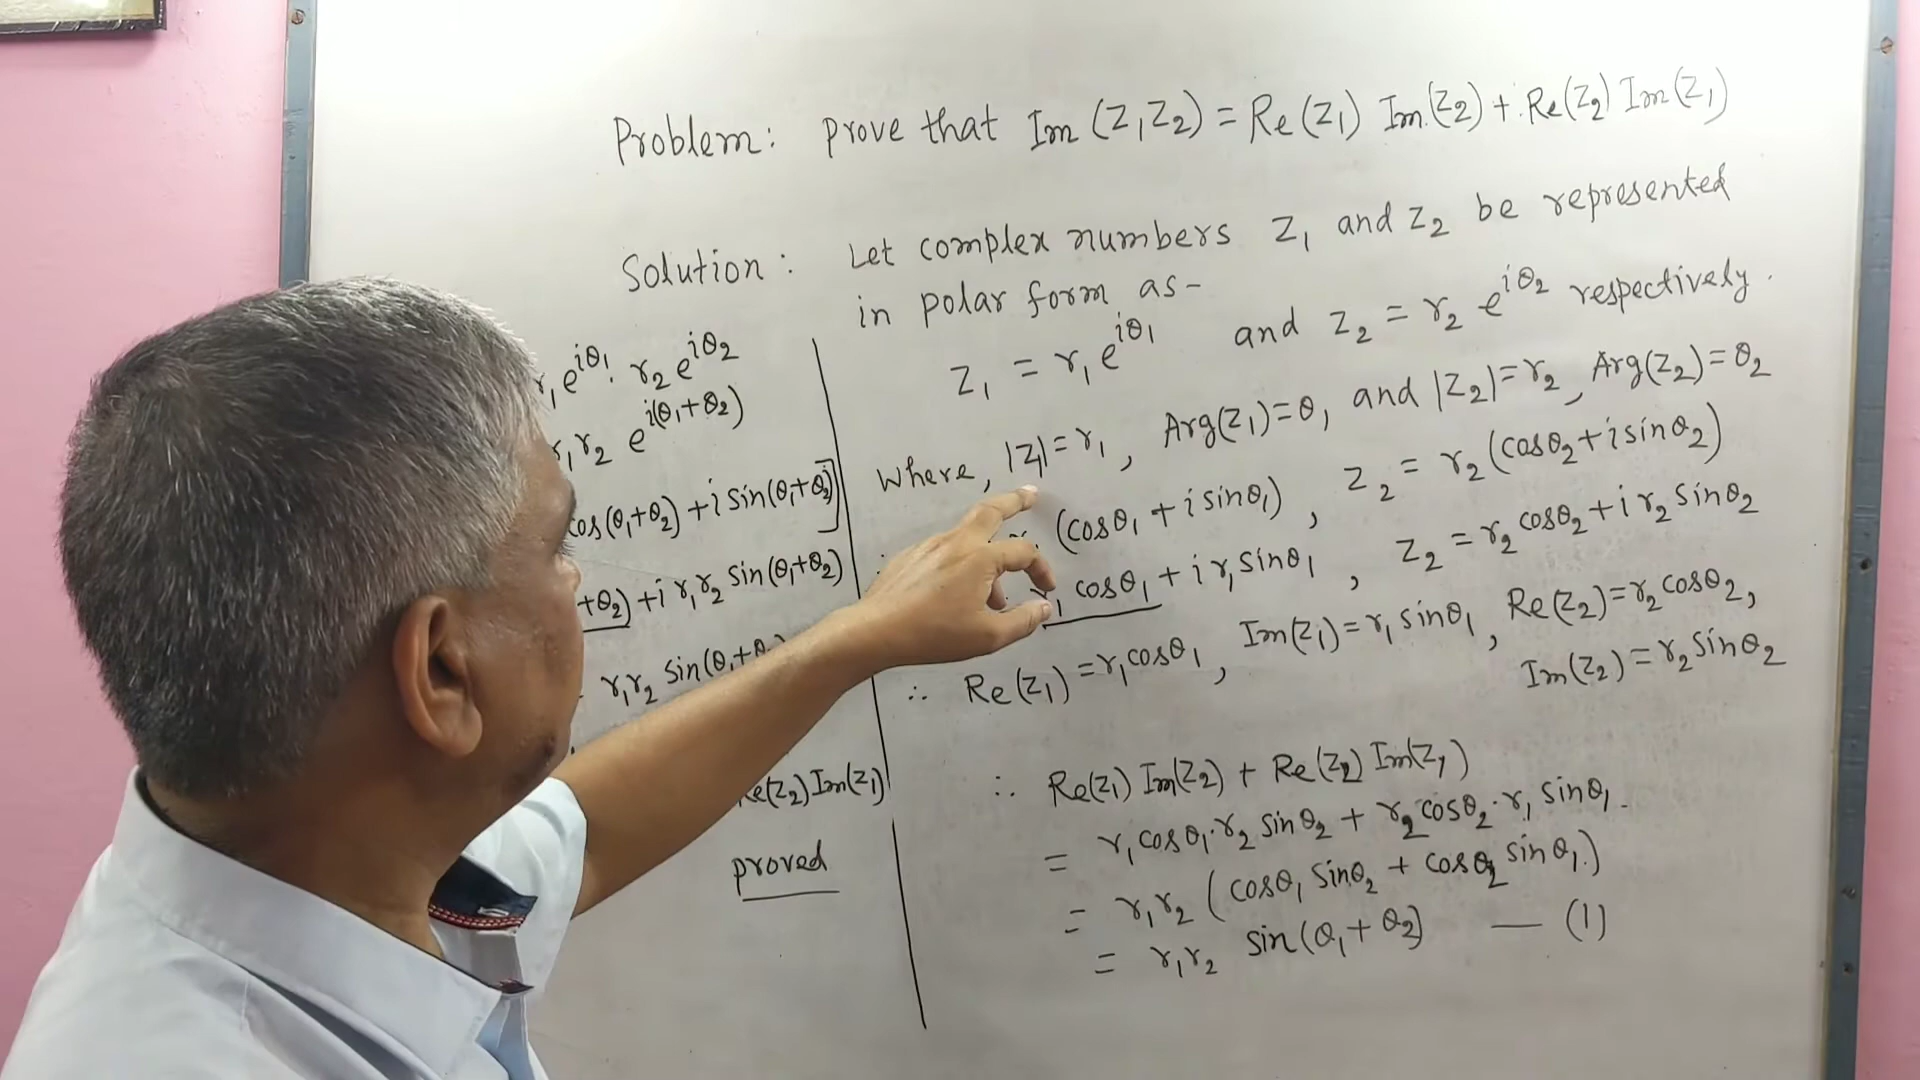 Problem: prove that Im (Z₁Z₂) = Re(Z₁) Im(Z₂) + Re(Z₂) Im(Z₁)
Solution: Let complex numbers Z₁ and Z₂ be represented
in polar form as-
Z₁ = r₁ e^{iθ₁} and Z₂ = r₂ e^{iθ₂} respectively.
Where, |Z₁| = r₁, Arg(Z₁) = θ₁ and |Z₂| = r₂, Arg(Z₂) = θ₂
(cosθ₁ + i sinθ₁), Z₂ = r₂ (cosθ₂ + i sinθ₂)
r₁ cosθ₁ + i r₁ sinθ₁, Z₂ = r₂ cosθ₂ + i r₂ sinθ₂
∴ Re(Z₁) = r₁ cosθ₁, Im(Z₁) = r₁ sinθ₁, Re(Z₂) = r₂ cosθ₂,
Im(Z₂) = r₂ sinθ₂
∴ Re(Z₁) Im(Z₂) + Re(Z₂) Im(Z₁)
= r₁ cosθ₁ · r₂ sinθ₂ + r₂ cosθ₂ · r₁ sinθ₁
= r₁r₂ (cosθ₁ sinθ₂ + cosθ₂ sinθ₁)
= r₁r₂ sin(θ₁ + θ₂) — (1)
r₁ e^{iθ₁} · r₂ e^{iθ₂}
r₁r₂ e^{i(θ₁+θ₂)}
cos(θ₁+θ₂) + i sin(θ₁+θ₂)]
+θ₂) + i r₁r₂ sin(θ₁+θ₂)
r₁r₂ sin(θ₁+θ₂)
Re(Z₂) Im(Z₁)
proved